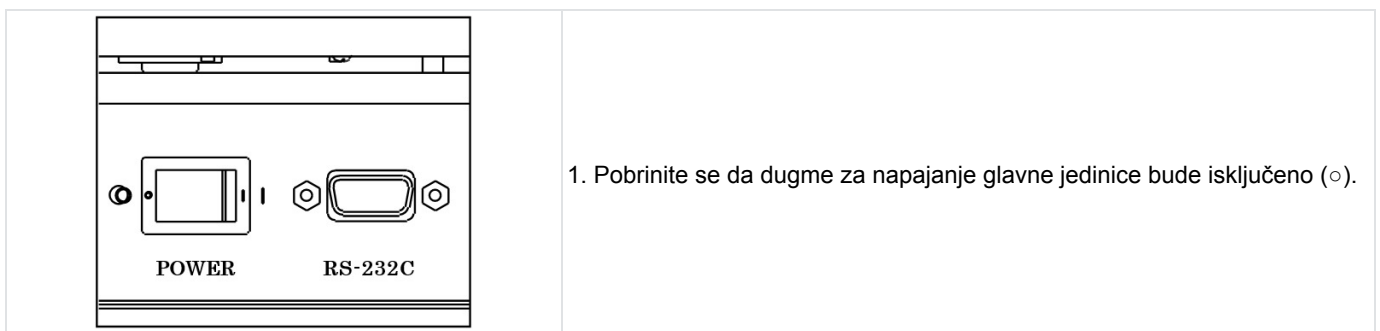 1. Pobrinite se da dugme za napajanje glavne jedinice bude isključeno (○).
POWER RS-232C